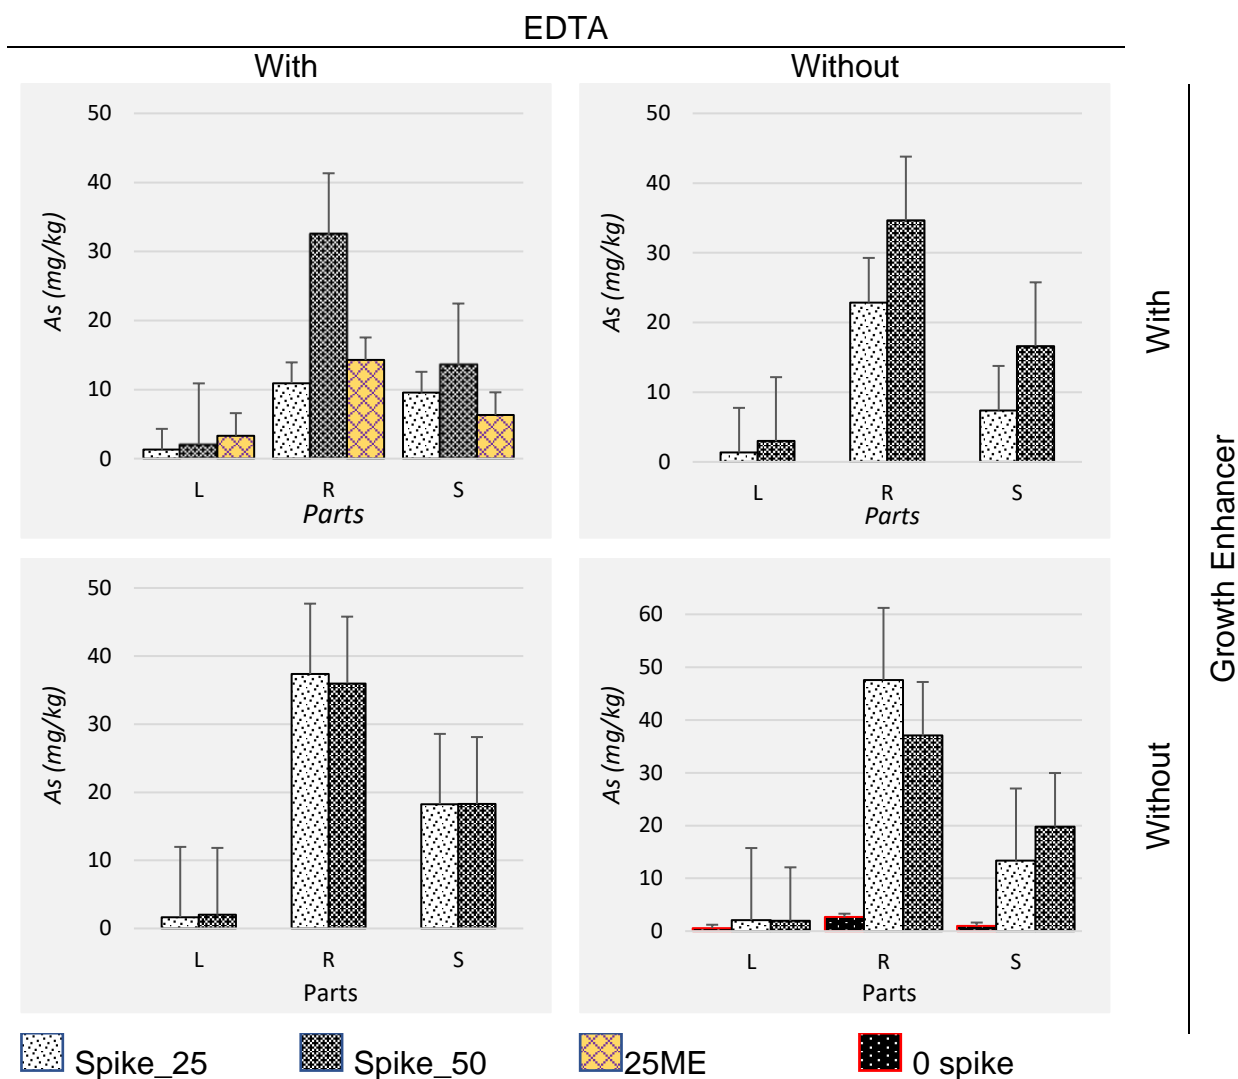 EDTA
With
Without
50
40
30
20
10
0
As (mg/kg)
L
R
S
Parts
50
40
30
20
10
0
As (mg/kg)
L
R
S
Parts
With
Growth Enhancer
50
40
30
20
10
0
As (mg/kg)
L
R
S
Parts
60
50
40
30
20
10
0
As (mg/kg)
L
R
S
Parts
Without
Spike_25
Spike_50
25ME
0 spike